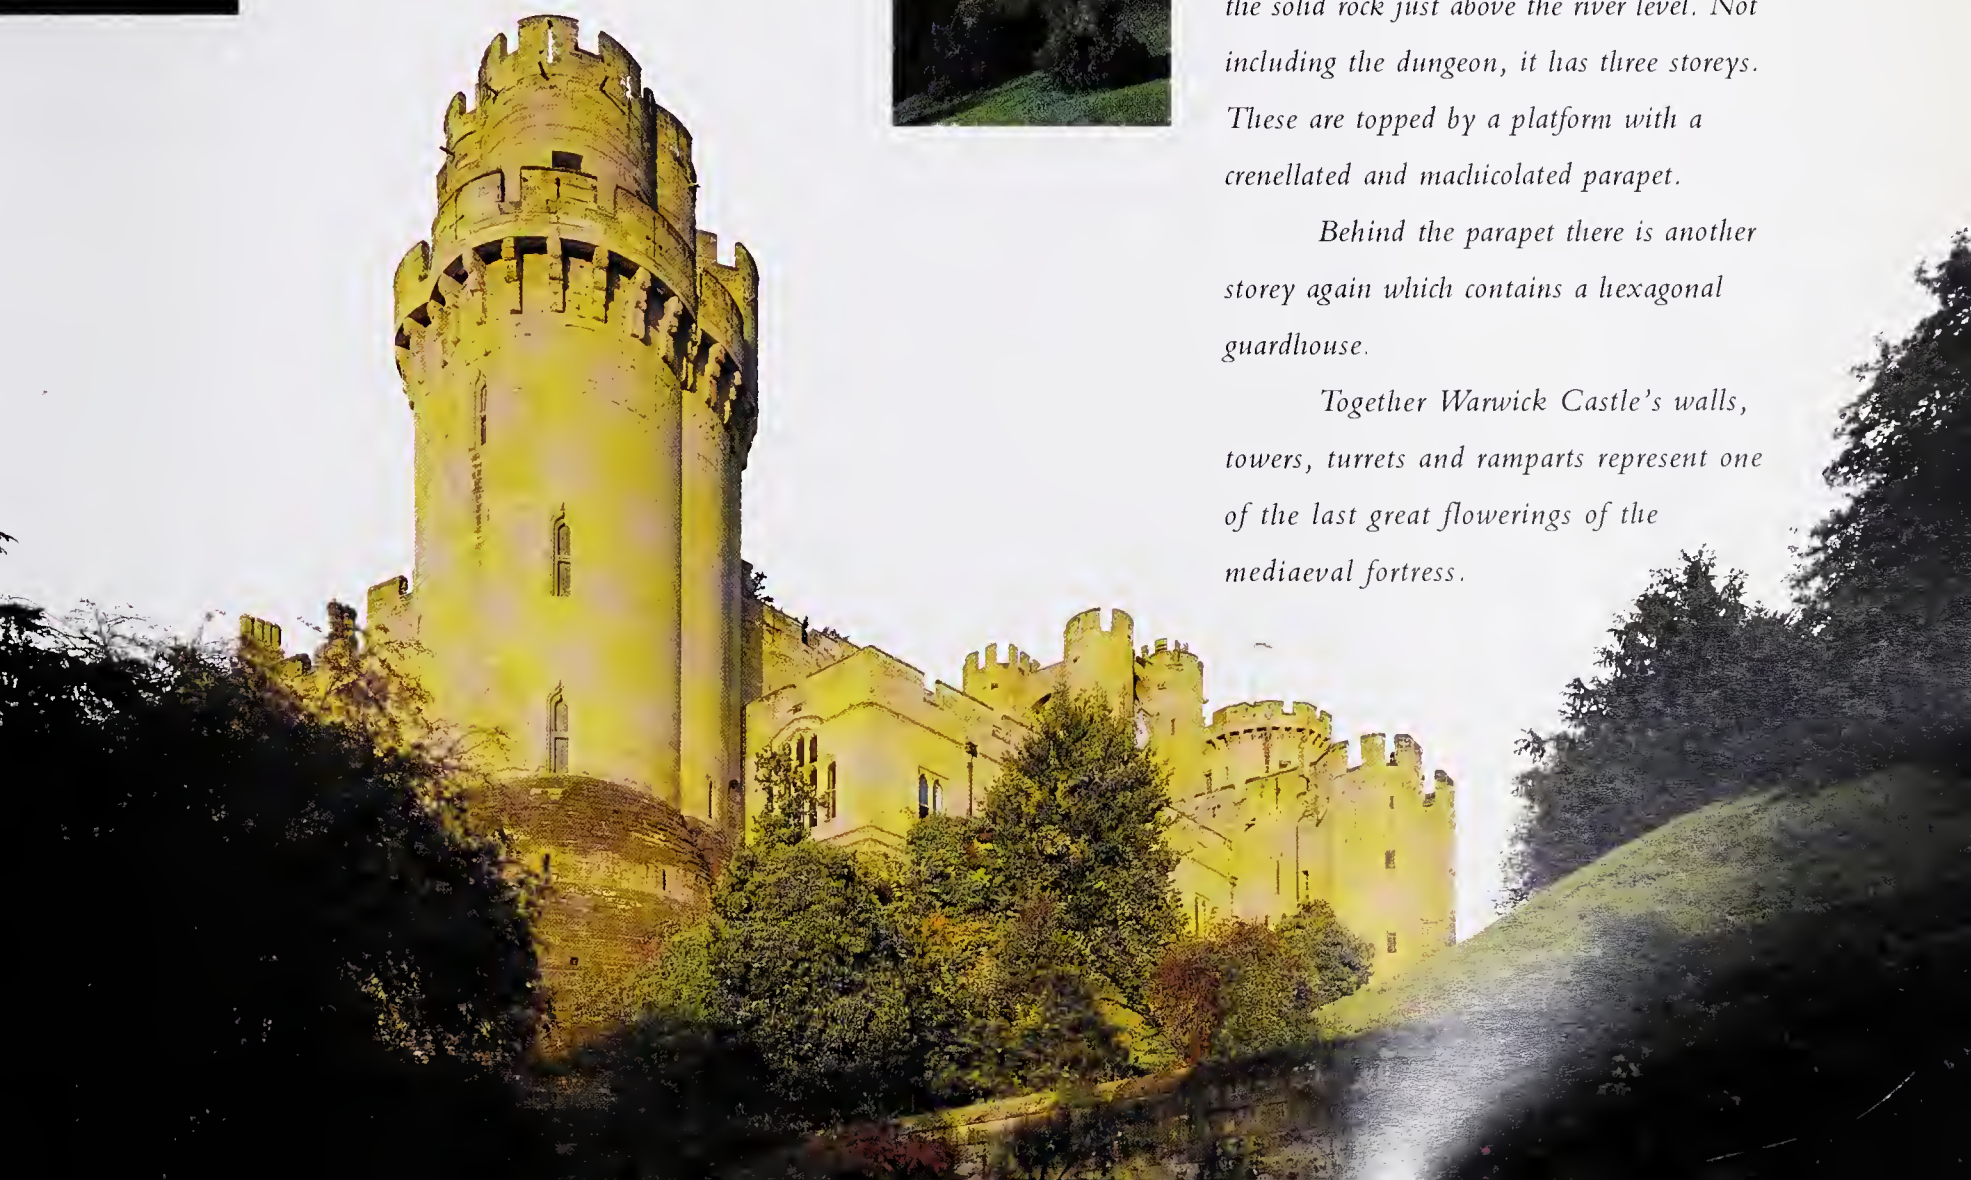 the solid rock just above the river level. Not
including the dungeon, it has three storeys.
These are topped by a platform with a
crenellated and machicolated parapet.
Behind the parapet there is another
storey again which contains a hexagonal
guardhouse.
Together Warwick Castle's walls,
towers, turrets and ramparts represent one
of the last great flowerings of the
mediaeval fortress.